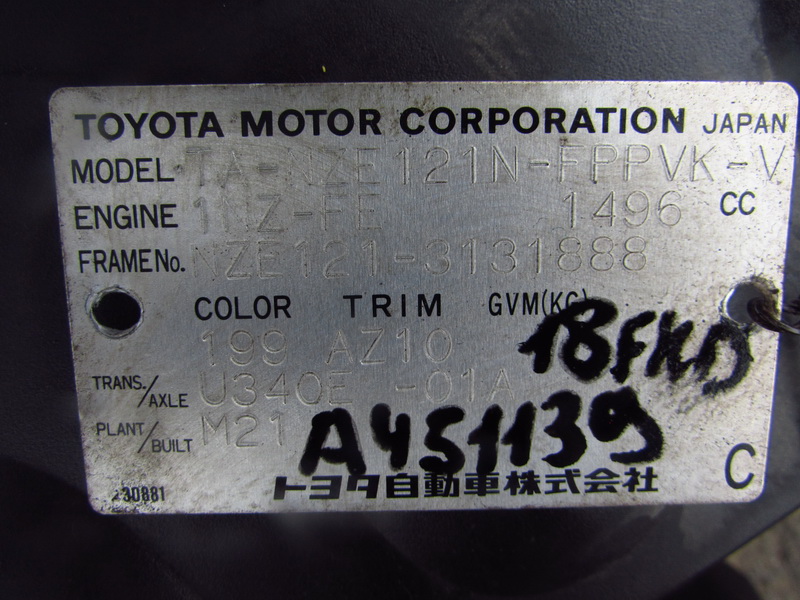 TOYOTA MOTOR CORPORATION JAPAN
MODEL TA-NZE121N-FPPVK-V
ENGINE 1NZ-FE 1496 CC
FRAME No. NZE121-3131888
COLOR TRIM GVM(KG)
199 AZ10
18FKD
TRANS./AXLE U340E -01A
PLANT/BUILT M21
A451139
トヨタ自動車株式会社
C